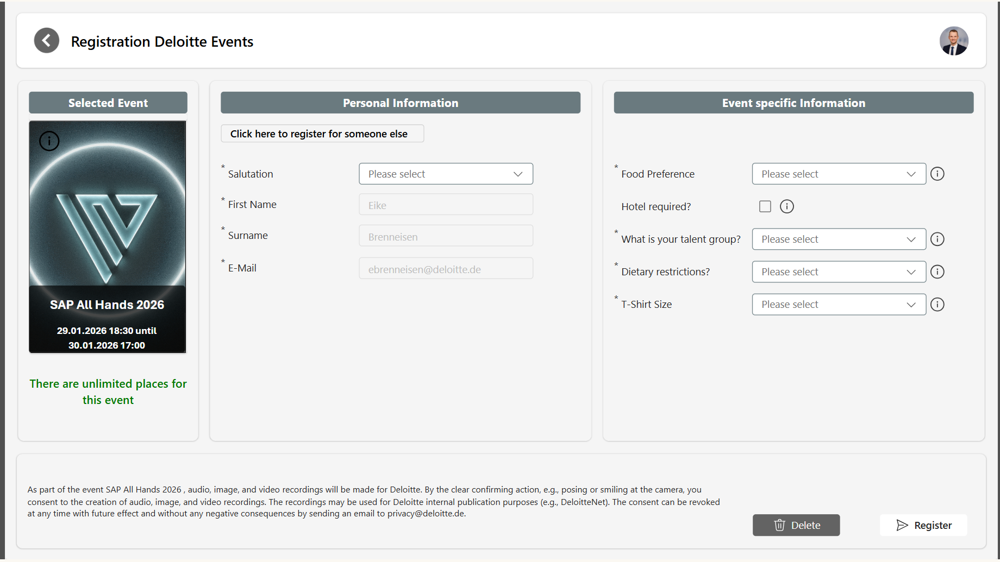 Registration Deloitte Events
Selected Event
SAP All Hands 2026
29.01.2026 18:30 until
30.01.2026 17:00
There are unlimited places for
this event
Personal Information
Click here to register for someone else
* Salutation Please select
* First Name Eike
* Surname Brenneisen
* E-Mail ebrenneisen@deloitte.de
Event specific Information
* Food Preference Please select
Hotel required?
* What is your talent group? Please select
* Dietary restrictions? Please select
* T-Shirt Size Please select
As part of the event SAP All Hands 2026 , audio, image, and video recordings will be made for Deloitte. By the clear confirming action, e.g., posing or smiling at the camera, you
consent to the creation of audio, image, and video recordings. The recordings may be used for Deloitte internal publication purposes (e.g., DeloitteNet). The consent can be revoked
at any time with future effect and without any negative consequences by sending an email to privacy@deloitte.de.
Delete
Register